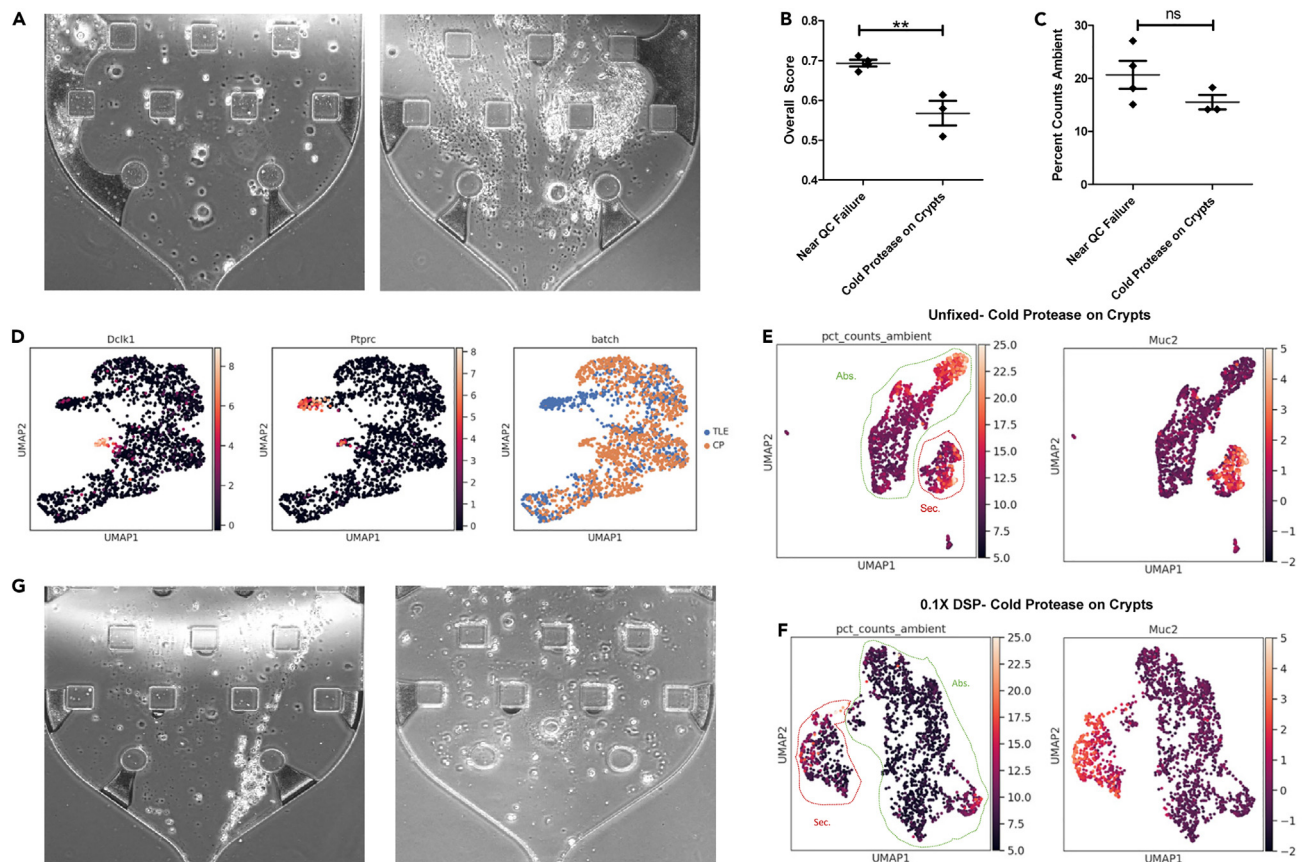 A
B
**
Overall Score
0.7
0.6
0.5
0.4
Near QC Failure
Cold Protease on Crypts
C
ns
Percent Counts Ambient
30
20
10
0
Near QC Failure
Cold Protease on Crypts
D
Dclk1
UMAP2
UMAP1
8
6
4
2
0
Ptprc
UMAP2
UMAP1
8
7
6
5
4
3
2
1
0
batch
UMAP2
UMAP1
TLE
CP
Unfixed- Cold Protease on Crypts
E
pct_counts_ambient
Abs.
Sec.
UMAP2
UMAP1
25.0
22.5
20.0
17.5
15.0
12.5
10.0
7.5
5.0
Muc2
UMAP2
UMAP1
5
4
3
2
1
0
−1
−2
G
0.1X DSP- Cold Protease on Crypts
F
pct_counts_ambient
Abs.
Sec.
UMAP2
UMAP1
25.0
22.5
20.0
17.5
15.0
12.5
10.0
7.5
5.0
Muc2
UMAP2
UMAP1
5
4
3
2
1
0
−1
−2